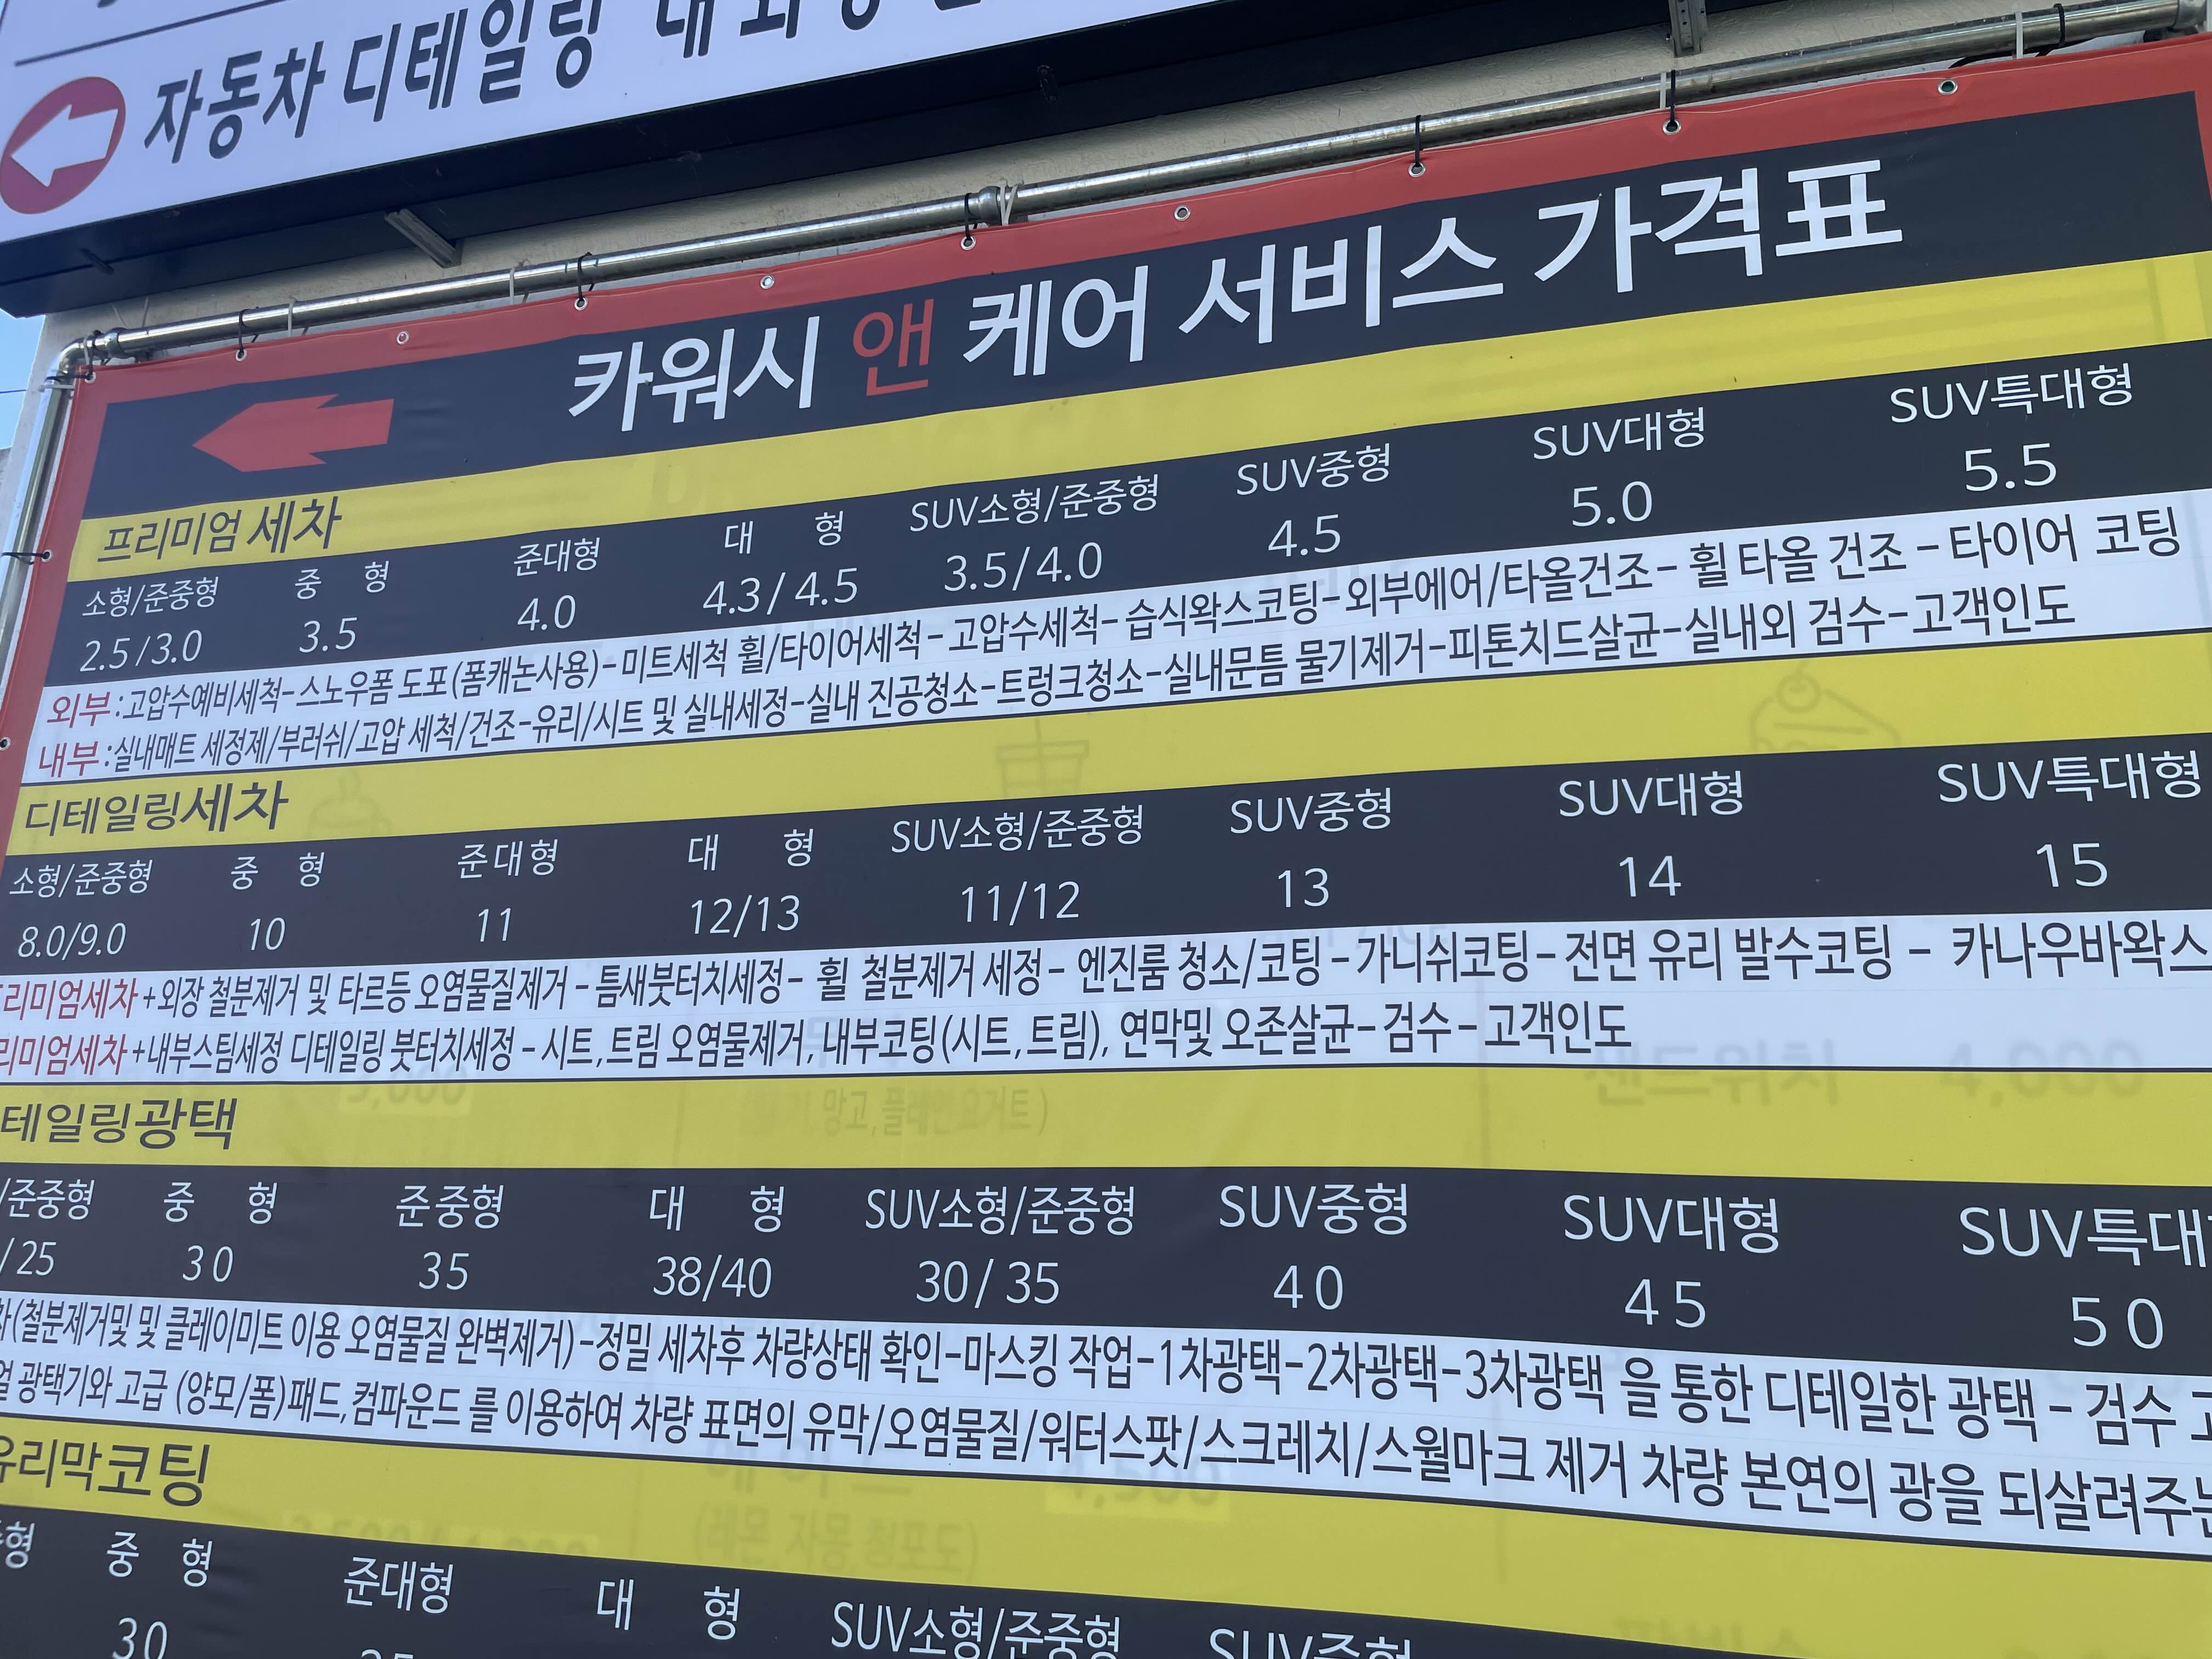 자동차 디테일링
카워시 앤 케어 서비스 가격표
프리미엄 세차
소형/준중형 중 형 준대형 대 형 SUV소형/준중형 SUV중형 SUV대형 SUV특대형
2.5/3.0 3.5 4.0 4.3/4.5 3.5/4.0 4.5 5.0 5.5
외부:고압수예비세척-스노우폼 도포(폼캐논사용)-미트세척 휠/타이어세척-고압수세척-습식왁스코팅-외부에어/타올건조-휠 타올 건조-타이어 코팅
내부:실내매트 세정제/부러쉬/고압 세척/건조-유리/시트 및 실내세정-실내 진공청소-트렁크청소-실내문틈 물기제거-피톤치드살균-실내외 검수-고객인도
디테일링세차
소형/준중형 중 형 준대형 대 형 SUV소형/준중형 SUV중형 SUV대형 SUV특대형
8.0/9.0 10 11 12/13 11/12 13 14 15
리미엄세차+외장 철분제거 및 타르등 오염물질제거-틈새붓터치세정-휠 철분제거 세정-엔진룸 청소/코팅-가니쉬코팅-전면 유리 발수코팅-카나우바왁스
리미엄세차+내부스팀세정 디테일링 붓터치세정-시트,트림 오염물제거,내부코팅(시트,트림),연막및 오존살균-검수-고객인도
테일링광택
/준중형 중 형 준중형 대 형 SUV소형/준중형 SUV중형 SUV대형 SUV특대
/25 30 35 38/40 30/35 40 45 50
차(철분제거및 및 클레이미트 이용 오염물질 완벽제거)-정밀 세차후 차량상태 확인-마스킹 작업-1차광택-2차광택-3차광택 을 통한 디테일한 광택-검수
광택기와 고급 (양모/폼)패드,컴파운드 를 이용하여 차량 표면의 유막/오염물질/워터스팟/스크레치/스월마크 제거 차량 본연의 광을 되살려주는
유리막코팅
형 중 형 준대형 대 형 SUV소형/준중형 SUV중형
30